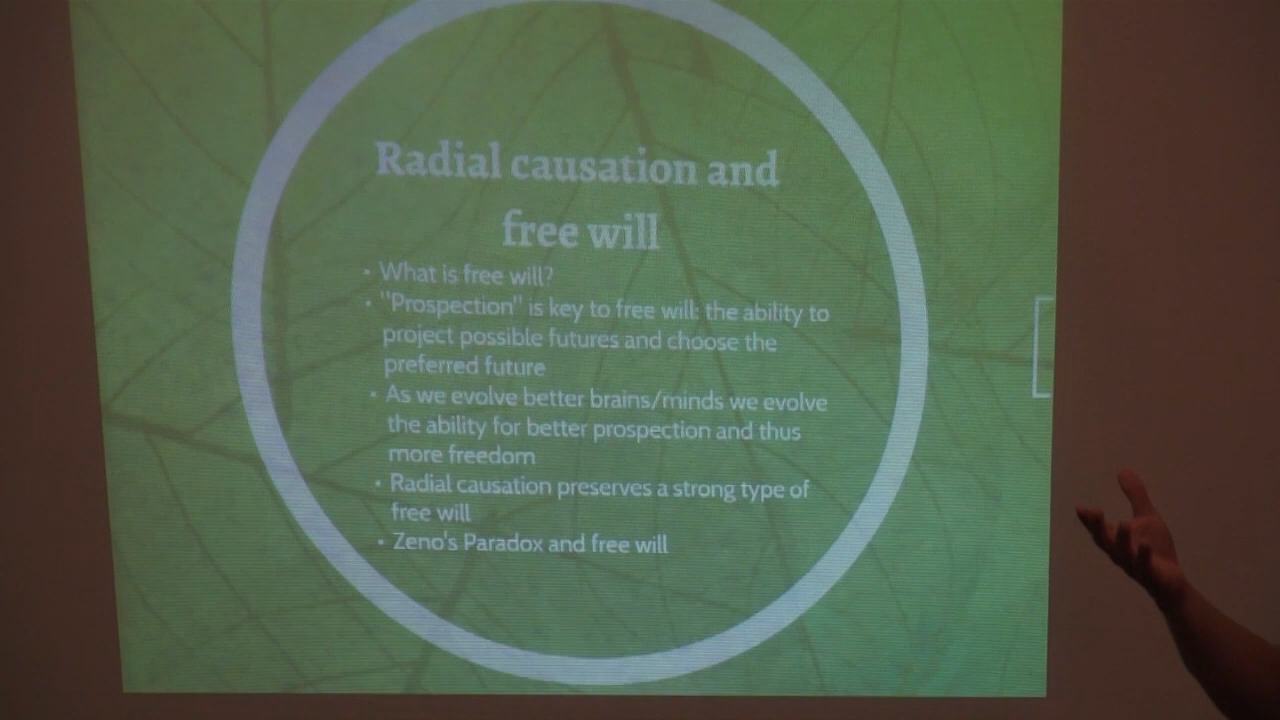 Radial causation and
free will
• What is free will?
• "Prospection" is key to free will: the ability to
project possible futures and choose the
preferred future
• As we evolve better brains/minds we evolve
the ability for better prospection and thus
more freedom
• Radial causation preserves a strong type of
free will
• Zeno's Paradox and free will